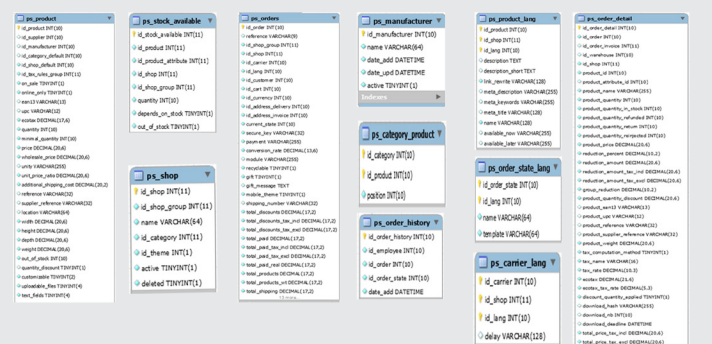 ps_product
id_product INT(10)
id_supplier INT(10)
id_manufacturer INT(10)
id_category_default INT(10)
id_shop_default INT(10)
id_tax_rules_group INT(11)
on_sale TINYINT(1)
online_only TINYINT(1)
ean13 VARCHAR(13)
upc VARCHAR(12)
ecotax DECIMAL(17,6)
quantity INT(10)
minimal_quantity INT(10)
price DECIMAL(20,6)
wholesale_price DECIMAL(20,6)
unity VARCHAR(255)
unit_price_ratio DECIMAL(20,6)
additional_shipping_cost DECIMAL(20,2)
reference VARCHAR(32)
supplier_reference VARCHAR(32)
location VARCHAR(64)
width DECIMAL(20,6)
height DECIMAL(20,6)
depth DECIMAL(20,6)
weight DECIMAL(20,6)
out_of_stock INT(10)
quantity_discount TINYINT(1)
customizable TINYINT(2)
uploadable_files TINYINT(4)
text_fields TINYINT(4)
ps_stock_available
id_stock_available INT(11)
id_product INT(11)
id_product_attribute INT(11)
id_shop INT(11)
id_shop_group INT(11)
quantity INT(10)
depends_on_stock TINYINT(1)
out_of_stock TINYINT(1)
ps_shop
id_shop INT(11)
id_shop_group INT(11)
name VARCHAR(64)
id_category INT(11)
id_theme INT(11)
active TINYINT(1)
deleted TINYINT(1)
ps_orders
id_order INT(10)
reference VARCHAR(9)
id_shop_group INT(11)
id_shop INT(11)
id_carrier INT(10)
id_lang INT(10)
id_customer INT(10)
id_cart INT(10)
id_currency INT(10)
id_address_delivery INT(10)
id_address_invoice INT(10)
current_state INT(10)
secure_key VARCHAR(32)
payment VARCHAR(255)
conversion_rate DECIMAL(13,6)
module VARCHAR(255)
recyclable TINYINT(1)
gift TINYINT(1)
gift_message TEXT
mobile_theme TINYINT(1)
shipping_number VARCHAR(32)
total_discounts DECIMAL(17,2)
total_discounts_tax_incl DECIMAL(17,2)
total_discounts_tax_excl DECIMAL(17,2)
total_paid DECIMAL(17,2)
total_paid_tax_incl DECIMAL(17,2)
total_paid_tax_excl DECIMAL(17,2)
total_paid_real DECIMAL(17,2)
total_products DECIMAL(17,2)
total_products_wt DECIMAL(17,2)
total_shipping DECIMAL(17,2)
ps_manufacturer
id_manufacturer INT(10)
name VARCHAR(64)
date_add DATETIME
date_upd DATETIME
active TINYINT(1)
Indexes
ps_category_product
id_category INT(10)
id_product INT(10)
position INT(10)
ps_order_history
id_order_history INT(10)
id_employee INT(10)
id_order INT(10)
id_order_state INT(10)
date_add DATETIME
ps_product_lang
id_product INT(10)
id_shop INT(11)
id_lang INT(10)
description TEXT
description_short TEXT
link_rewrite VARCHAR(128)
meta_description VARCHAR(255)
meta_keywords VARCHAR(255)
meta_title VARCHAR(128)
name VARCHAR(128)
available_now VARCHAR(255)
available_later VARCHAR(255)
ps_order_state_lang
id_order_state INT(10)
id_lang INT(10)
name VARCHAR(64)
template VARCHAR(64)
ps_carrier_lang
id_carrier INT(10)
id_shop INT(11)
id_lang INT(10)
delay VARCHAR(128)
ps_order_detail
id_order_detail INT(10)
id_order INT(10)
id_order_invoice INT(11)
id_warehouse INT(10)
id_shop INT(11)
product_id INT(10)
product_attribute_id INT(10)
product_name VARCHAR(255)
product_quantity INT(10)
product_quantity_in_stock INT(10)
product_quantity_refunded INT(10)
product_quantity_return INT(10)
product_quantity_reinjected INT(10)
product_price DECIMAL(20,6)
reduction_percent DECIMAL(10,2)
reduction_amount DECIMAL(20,6)
reduction_amount_tax_incl DECIMAL(20,6)
reduction_amount_tax_excl DECIMAL(20,6)
group_reduction DECIMAL(10,2)
product_quantity_discount DECIMAL(20,6)
product_ean13 VARCHAR(13)
product_upc VARCHAR(12)
product_reference VARCHAR(32)
product_supplier_reference VARCHAR(32)
product_weight DECIMAL(20,6)
tax_computation_method TINYINT(1)
tax_name VARCHAR(16)
tax_rate DECIMAL(10,3)
ecotax DECIMAL(21,6)
ecotax_tax_rate DECIMAL(5,3)
discount_quantity_applied TINYINT(1)
download_hash VARCHAR(255)
download_nb INT(10)
download_deadline DATETIME
total_price_tax_incl DECIMAL(20,6)
total_price_tax_excl DECIMAL(20,6)